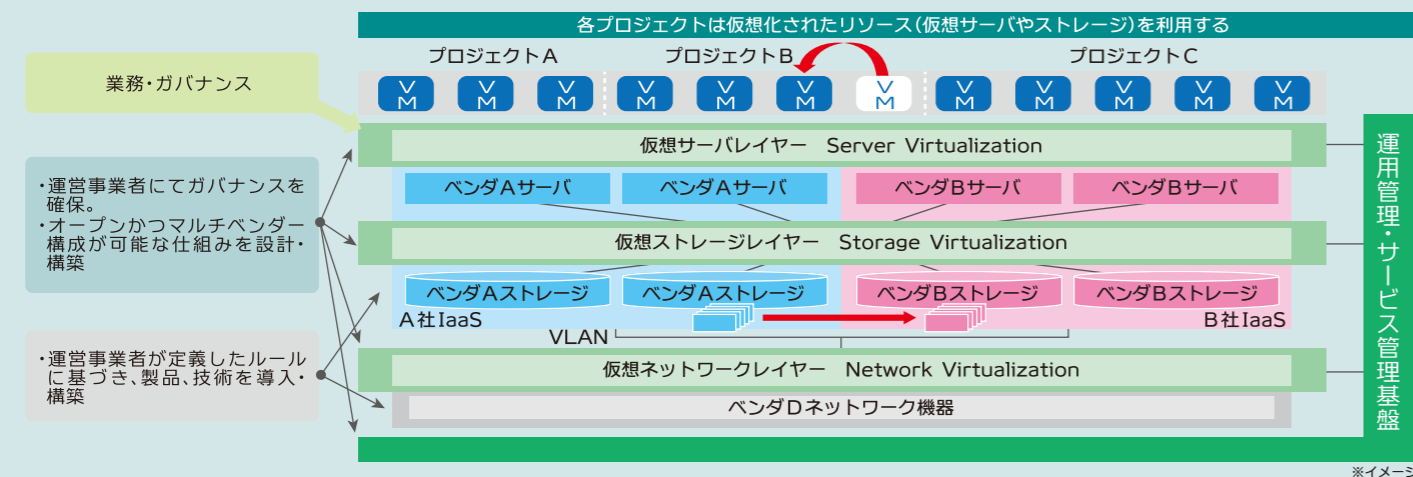 各プロジェクトは仮想化されたリソース(仮想サーバやストレージ)を利用する
プロジェクトA
プロジェクトB
プロジェクトC
VM
VM
VM
VM
VM
VM
VM
VM
VM
VM
VM
VM
業務・ガバナンス
仮想サーバレイヤー Server Virtualization
・運営事業者にてガバナンスを
確保。
・オープンかつマルチベンダー
構成が可能な仕組みを設計・
構築
ベンダAサーバ
ベンダAサーバ
ベンダBサーバ
ベンダBサーバ
仮想ストレージレイヤー Storage Virtualization
ベンダAストレージ
ベンダAストレージ
ベンダBストレージ
ベンダBストレージ
A社IaaS
B社IaaS
VLAN
・運営事業者が定義したルール
に基づき、製品、技術を導入・
構築
仮想ネットワークレイヤー Network Virtualization
ベンダDネットワーク機器
運用管理・サービス管理基盤
※イメージ